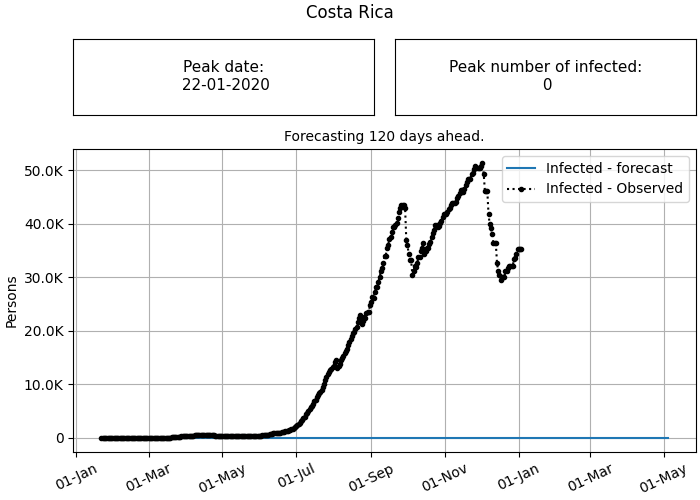 Costa Rica
Peak date:
22-01-2020
Peak number of infected:
0
Forecasting 120 days ahead.
Infected - forecast
Infected - Observed
Persons
50.0K
40.0K
30.0K
20.0K
10.0K
0
01-Jan
01-Mar
01-May
01-Jul
01-Sep
01-Nov
01-Jan
01-Mar
01-May